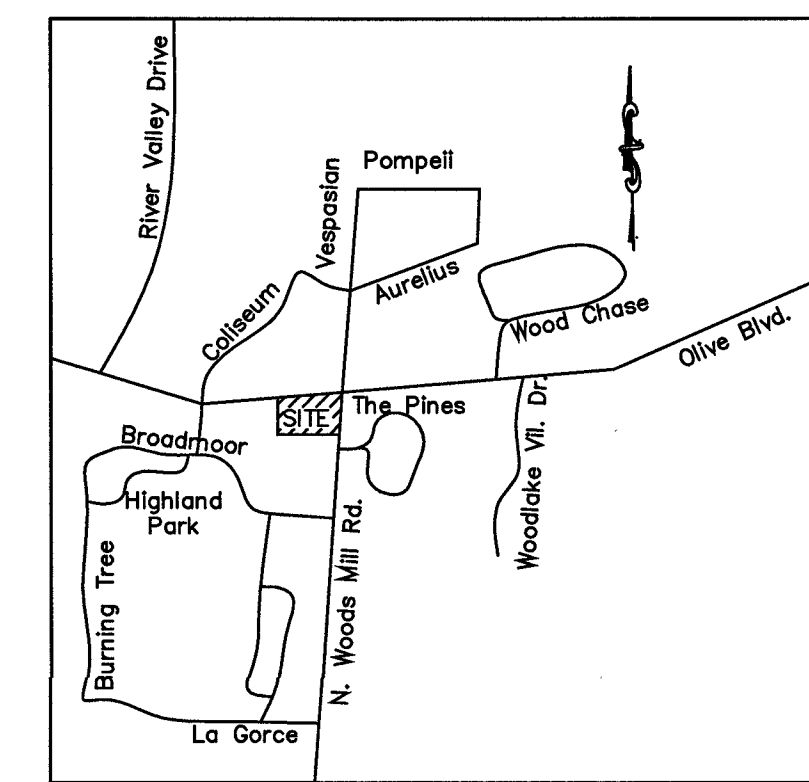 River Valley Drive
Pompeii
Vespasian
Aurelius
Coliseum
Wood Chase
Olive Blvd.
SITE
The Pines
Broadmoor
Highland
Park
Woodlake Vil. Dr.
Burning Tree
N. Woods Mill Rd.
La Gorce